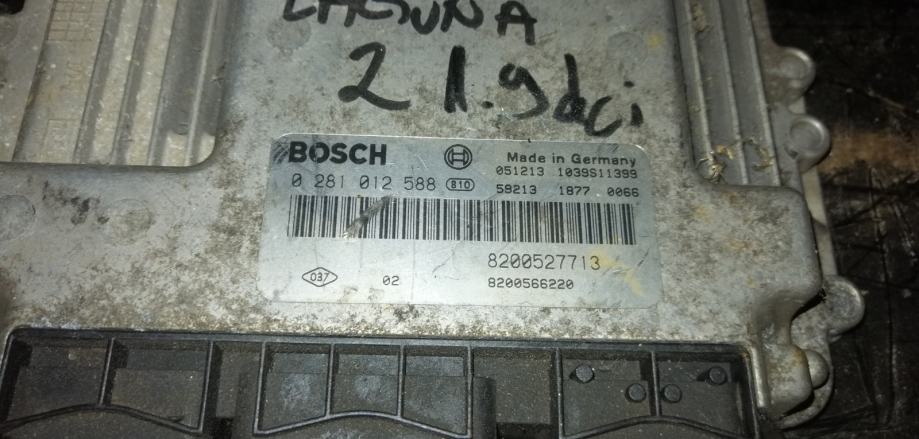 LAGUNA
2 1.9dci
BOSCH
Made in Germany
051213 1039S11399
0 281 012 588 810
59213 1877 0066
8200527713
037 02
8200566220